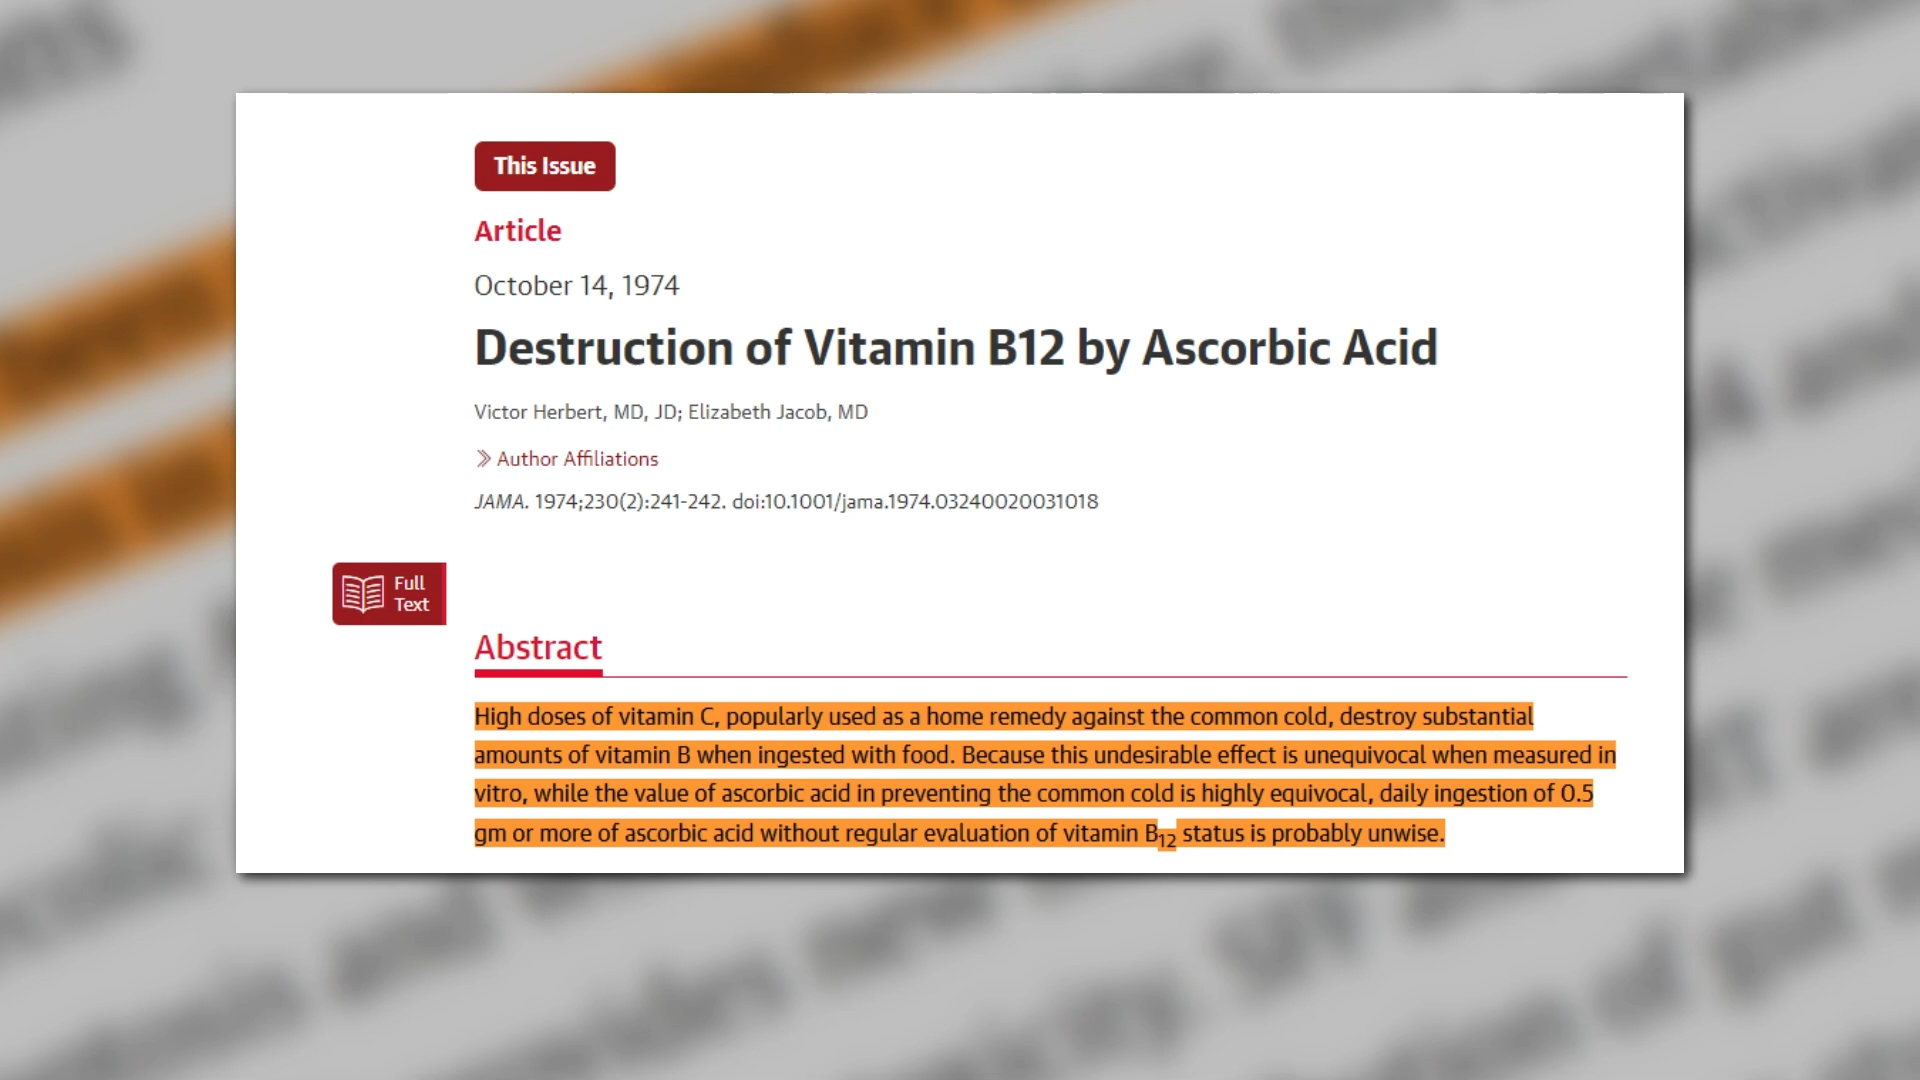 This Issue
Article
October 14, 1974
Destruction of Vitamin B12 by Ascorbic Acid
Victor Herbert, MD, JD; Elizabeth Jacob, MD
Author Affiliations
JAMA. 1974;230(2):241-242. doi:10.1001/jama.1974.03240020031018
Full
Text
Abstract
High doses of vitamin C, popularly used as a home remedy against the common cold, destroy substantial
amounts of vitamin B when ingested with food. Because this undesirable effect is unequivocal when measured in
vitro, while the value of ascorbic acid in preventing the common cold is highly equivocal, daily ingestion of 0.5
gm or more of ascorbic acid without regular evaluation of vitamin B12 status is probably unwise.